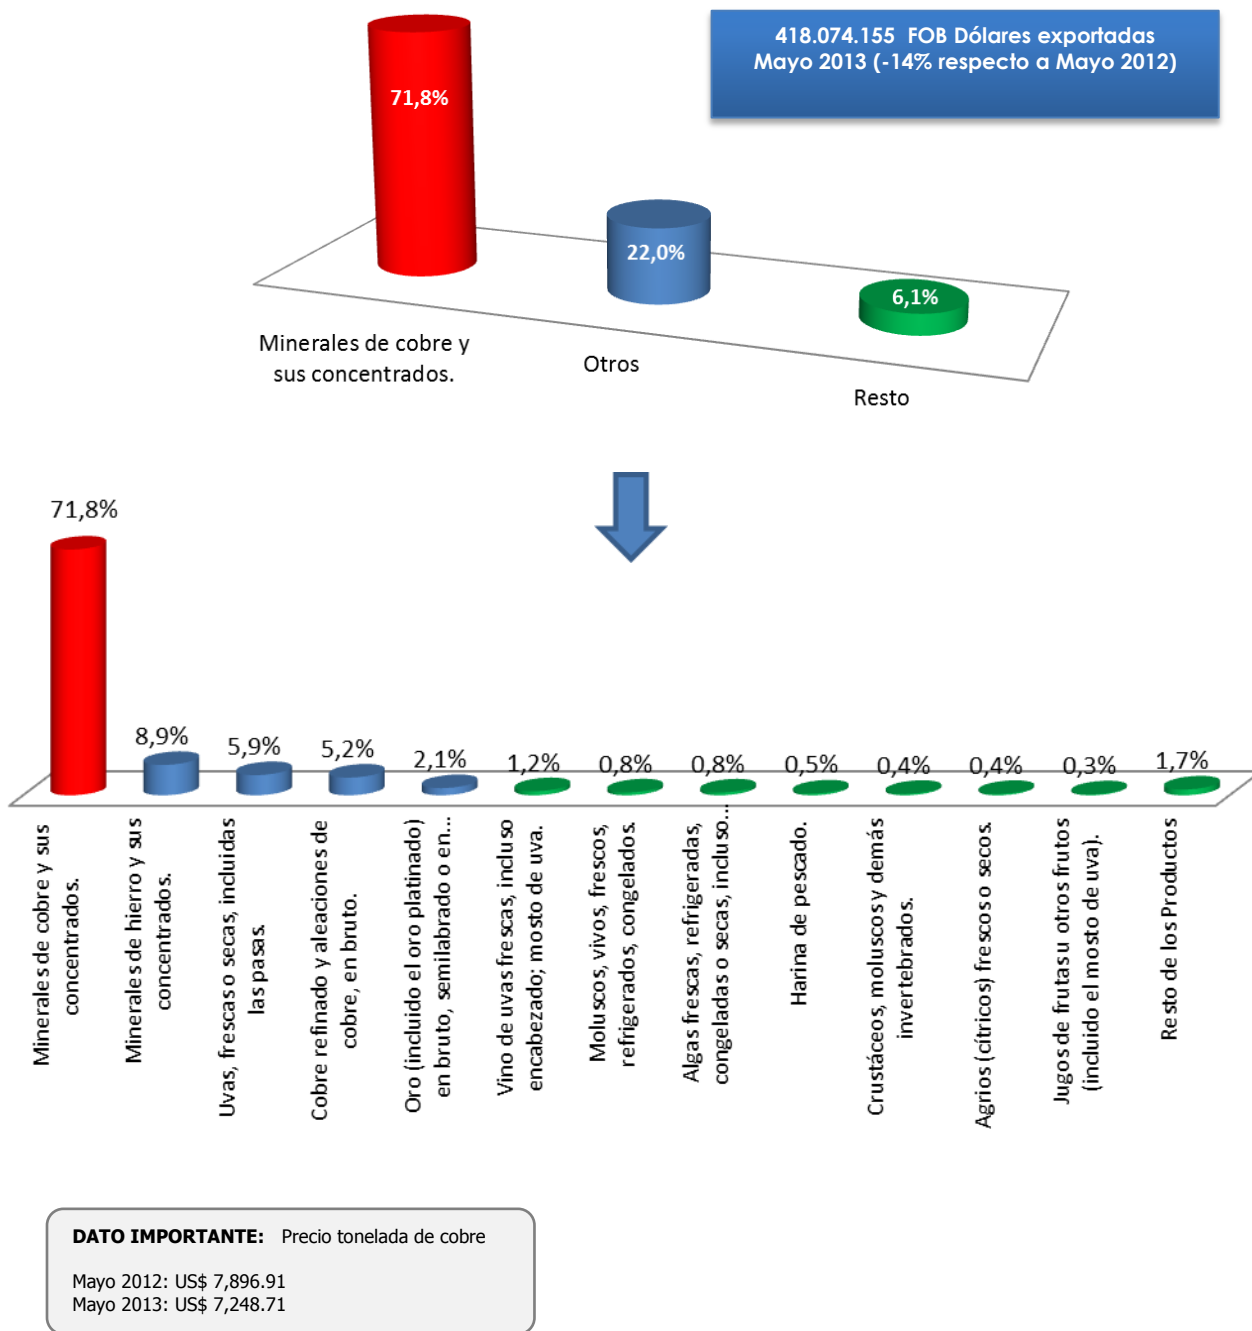 418.074.155 FOB Dólares exportadas
Mayo 2013 (-14% respecto a Mayo 2012)
71,8%
22,0%
6,1%
Minerales de cobre y
sus concentrados.
Otros
Resto
71,8%
8,9%
5,9%
5,2%
2,1%
1,2%
0,8%
0,8%
0,5%
0,4%
0,4%
0,3%
1,7%
Minerales de cobre y sus
concentrados.
Minerales de hierro y sus
concentrados.
Uvas, frescas o secas, incluidas
las pasas.
Cobre refinado y aleaciones de
cobre, en bruto.
Oro (incluido el oro platinado)
en bruto, semilabrado o en...
Vino de uvas frescas, incluso
encabezado; mosto de uva.
Moluscos, vivos, frescos,
refrigerados, congelados.
Algas frescas, refrigeradas,
congeladas o secas, incluso...
Harina de pescado.
Crustáceos, moluscos y demás
invertebrados.
Agrios (cítricos) frescos o secos.
Jugos de frutas u otros frutos
(incluido el mosto de uva).
Resto de los Productos
DATO IMPORTANTE: Precio tonelada de cobre
Mayo 2012: US$ 7,896.91
Mayo 2013: US$ 7,248.71